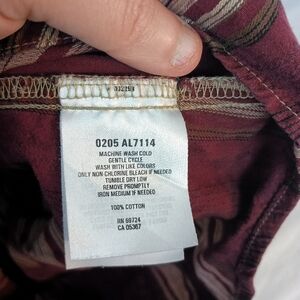 0205 AL7114
MACHINE WASH COLD
GENTLE CYCLE
WASH WITH LIKE COLORS
ONLY NON-CHLORINE BLEACH IF NEEDED
TUMBLE DRY LOW
REMOVE PROMPTLY
IRON MEDIUM IF NEEDED
100% COTTON
RN 69724
CA 05367